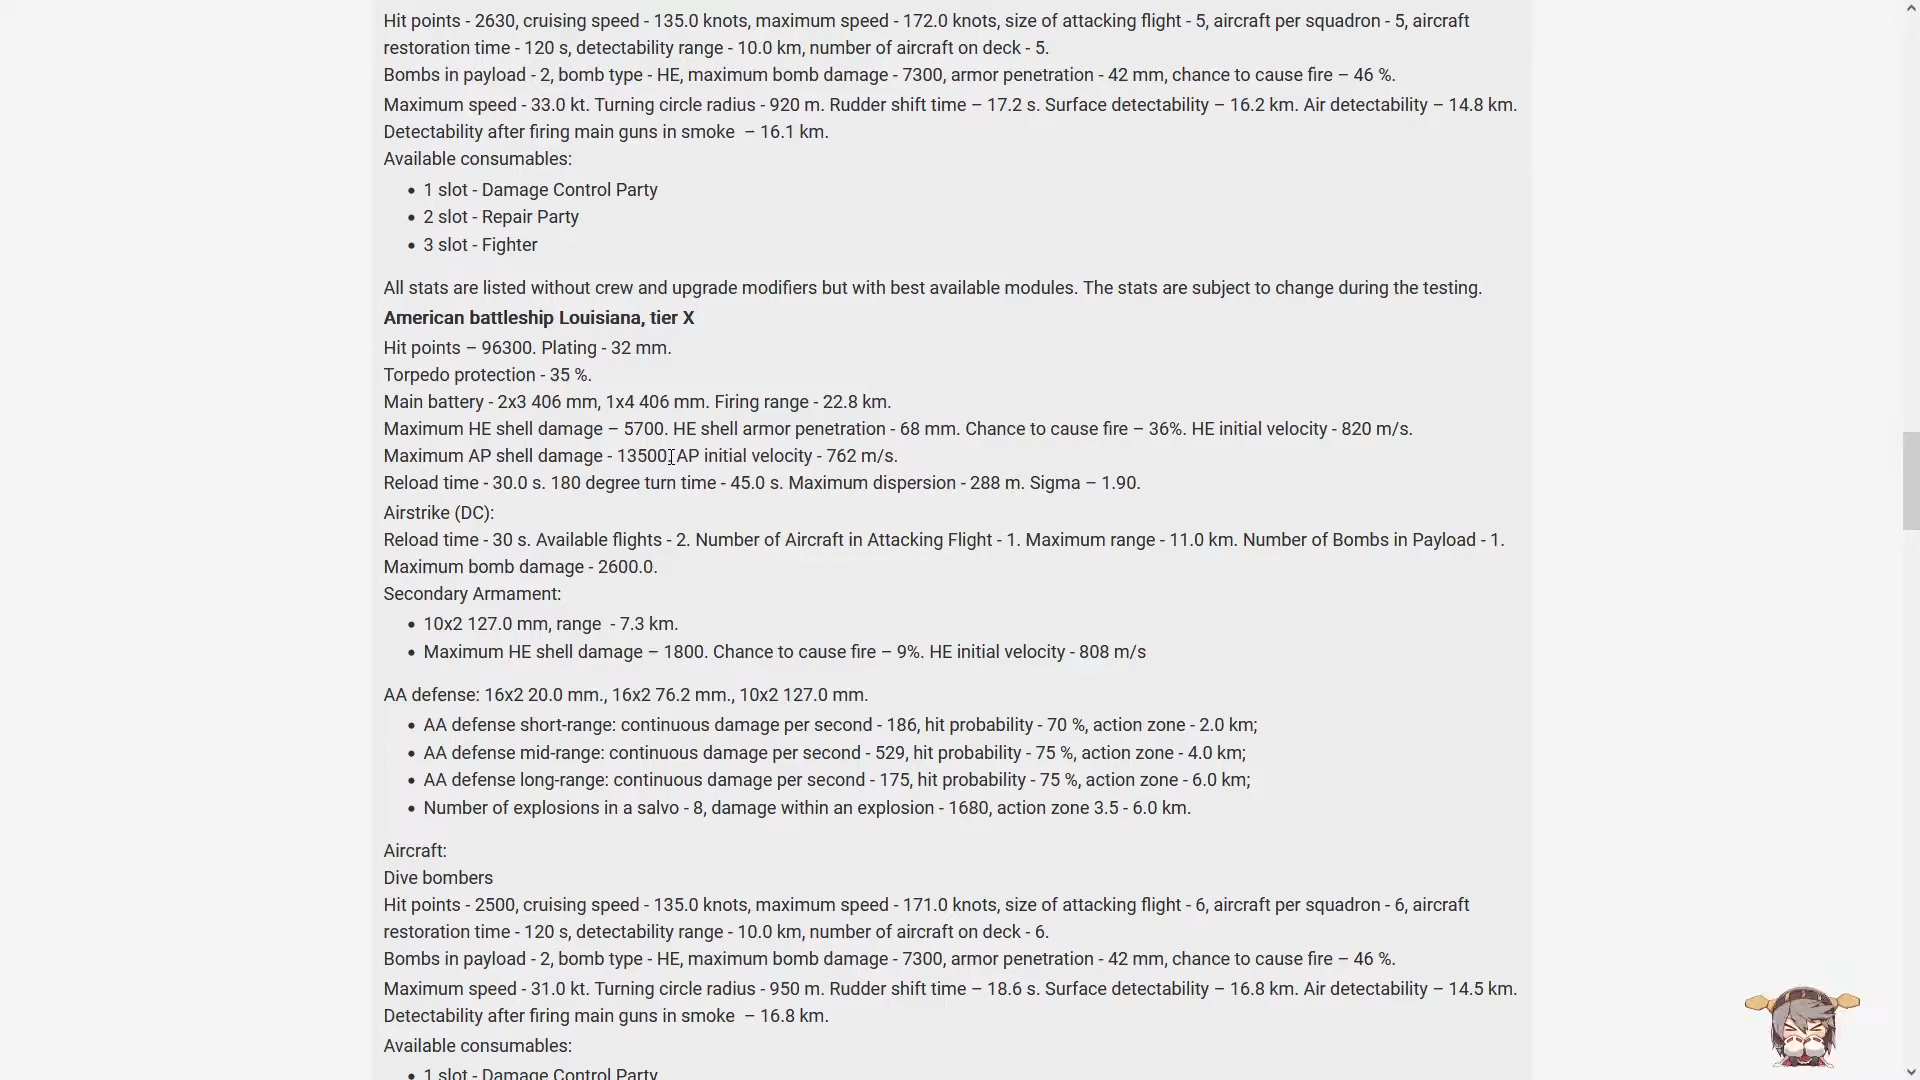 Hit points - 2630, cruising speed - 135.0 knots, maximum speed - 172.0 knots, size of attacking flight - 5, aircraft per squadron - 5, aircraft
restoration time - 120 s, detectability range - 10.0 km, number of aircraft on deck - 5.
Bombs in payload - 2, bomb type - HE, maximum bomb damage - 7300, armor penetration - 42 mm, chance to cause fire – 46 %.
Maximum speed - 33.0 kt. Turning circle radius - 920 m. Rudder shift time – 17.2 s. Surface detectability – 16.2 km. Air detectability – 14.8 km.
Detectability after firing main guns in smoke – 16.1 km.
Available consumables:
• 1 slot - Damage Control Party
• 2 slot - Repair Party
• 3 slot - Fighter
All stats are listed without crew and upgrade modifiers but with best available modules. The stats are subject to change during the testing.
American battleship Louisiana, tier X
Hit points – 96300. Plating - 32 mm.
Torpedo protection - 35 %.
Main battery - 2x3 406 mm, 1x4 406 mm. Firing range - 22.8 km.
Maximum HE shell damage – 5700. HE shell armor penetration - 68 mm. Chance to cause fire – 36%. HE initial velocity - 820 m/s.
Maximum AP shell damage - 13500. AP initial velocity - 762 m/s.
Reload time - 30.0 s. 180 degree turn time - 45.0 s. Maximum dispersion - 288 m. Sigma – 1.90.
Airstrike (DC):
Reload time - 30 s. Available flights - 2. Number of Aircraft in Attacking Flight - 1. Maximum range - 11.0 km. Number of Bombs in Payload - 1.
Maximum bomb damage - 2600.0.
Secondary Armament:
• 10x2 127.0 mm, range - 7.3 km.
• Maximum HE shell damage – 1800. Chance to cause fire – 9%. HE initial velocity - 808 m/s
AA defense: 16x2 20.0 mm., 16x2 76.2 mm., 10x2 127.0 mm.
• AA defense short-range: continuous damage per second - 186, hit probability - 70 %, action zone - 2.0 km;
• AA defense mid-range: continuous damage per second - 529, hit probability - 75 %, action zone - 4.0 km;
• AA defense long-range: continuous damage per second - 175, hit probability - 75 %, action zone - 6.0 km;
• Number of explosions in a salvo - 8, damage within an explosion - 1680, action zone 3.5 - 6.0 km.
Aircraft:
Dive bombers
Hit points - 2500, cruising speed - 135.0 knots, maximum speed - 171.0 knots, size of attacking flight - 6, aircraft per squadron - 6, aircraft
restoration time - 120 s, detectability range - 10.0 km, number of aircraft on deck - 6.
Bombs in payload - 2, bomb type - HE, maximum bomb damage - 7300, armor penetration - 42 mm, chance to cause fire – 46 %.
Maximum speed - 31.0 kt. Turning circle radius - 950 m. Rudder shift time – 18.6 s. Surface detectability – 16.8 km. Air detectability – 14.5 km.
Detectability after firing main guns in smoke – 16.8 km.
Available consumables:
• 1 slot - Damage Control Party